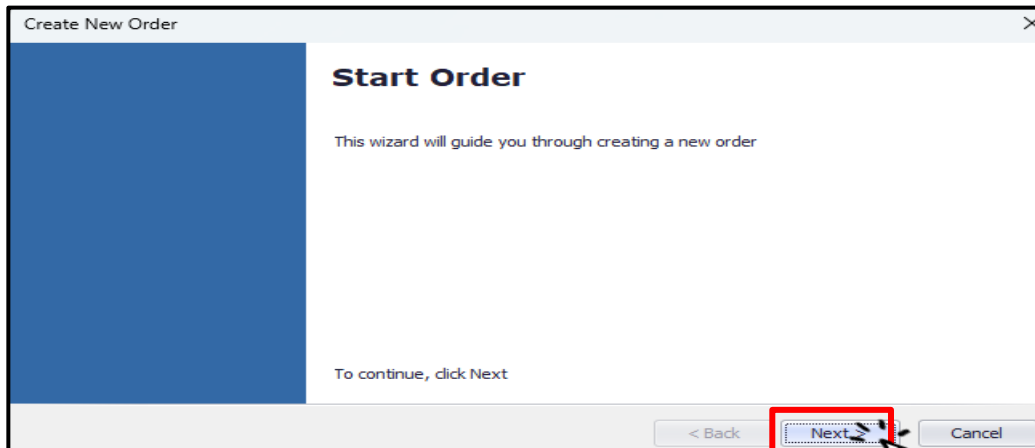 Create New Order
Start Order
This wizard will guide you through creating a new order
To continue, click Next
< Back
Next >
Cancel